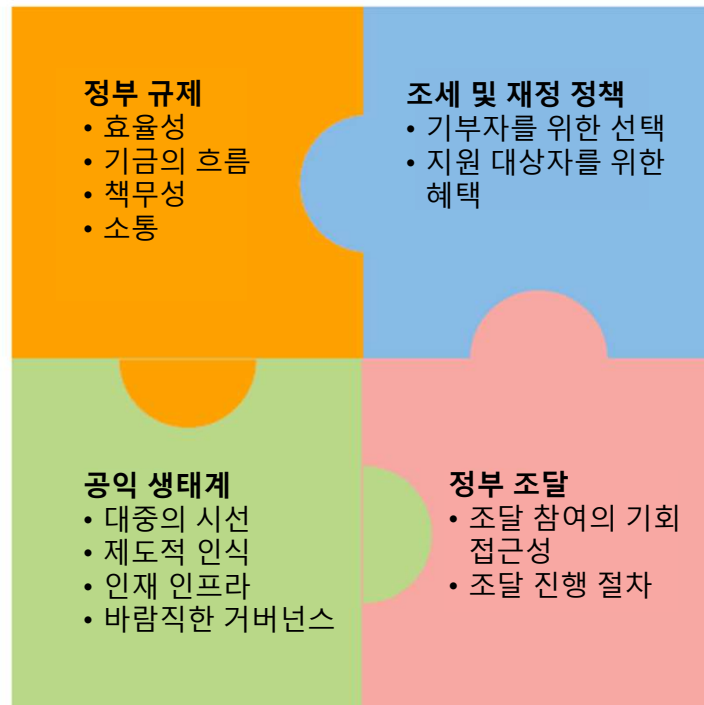 정부 규제
• 효율성
• 기금의 흐름
• 책무성
• 소통
조세 및 재정 정책
• 기부자를 위한 선택
• 지원 대상자를 위한
혜택
공익 생태계
• 대중의 시선
• 제도적 인식
• 인재 인프라
• 바람직한 거버넌스
정부 조달
• 조달 참여의 기회
접근성
• 조달 진행 절차